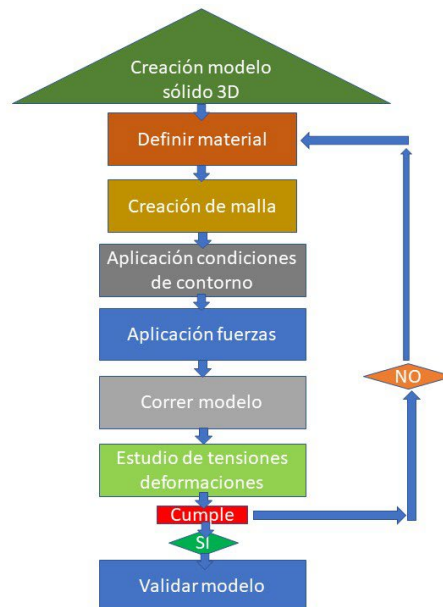 Creación modelo
sólido 3D
Definir material
Creación de malla
Aplicación condiciones
de contorno
Aplicación fuerzas
NO
Correr modelo
Estudio de tensiones
deformaciones
Cumple
SI
Validar modelo